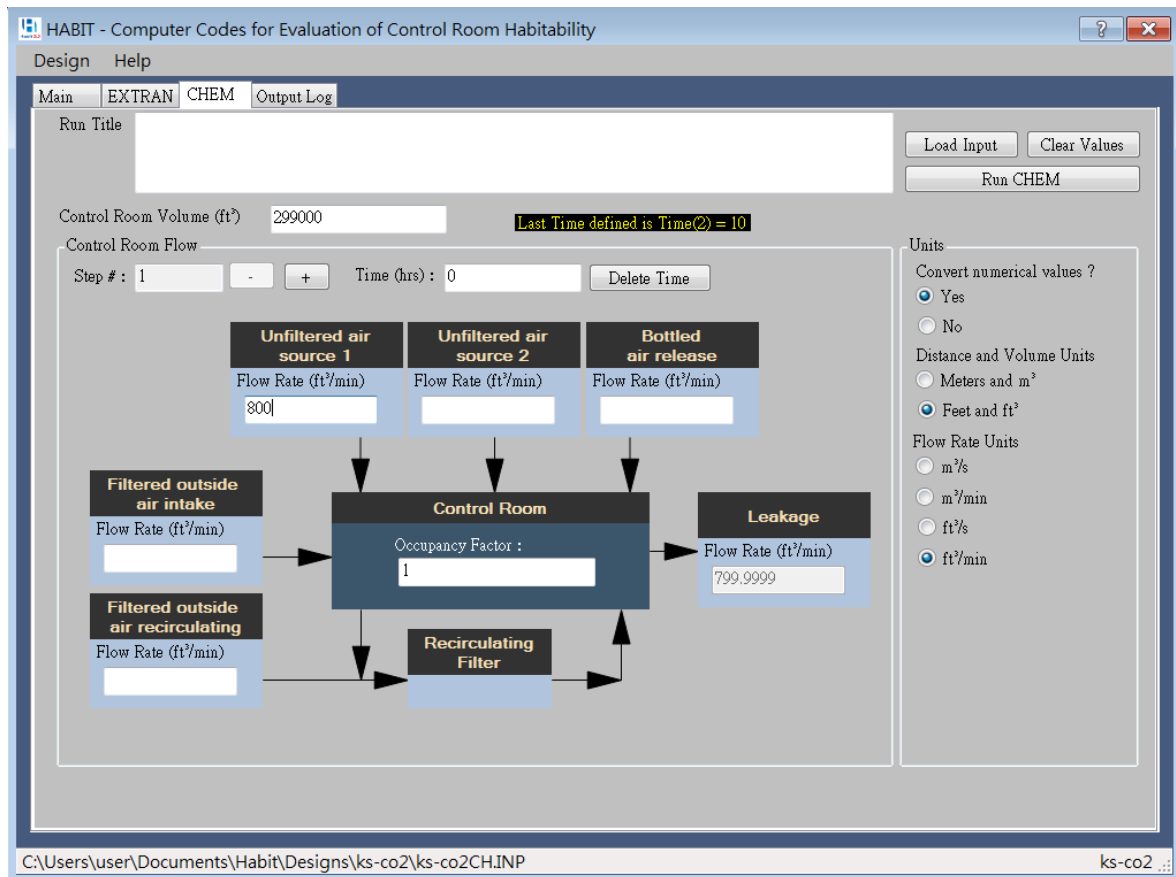 HABIT - Computer Codes for Evaluation of Control Room Habitability
Design Help
Main EXTRAN CHEM Output Log
Run Title
Load Input Clear Values
Run CHEM
Control Room Volume (ft³) 299000
Last Time defined is Time(2) = 10
Control Room Flow
Step # : 1 - + Time (hrs) : 0 Delete Time
Unfiltered air
source 1
Flow Rate (ft³/min)
800
Unfiltered air
source 2
Flow Rate (ft³/min)
Bottled
air release
Flow Rate (ft³/min)
Filtered outside
air intake
Flow Rate (ft³/min)
Control Room
Occupancy Factor :
1
Leakage
Flow Rate (ft³/min)
799.9999
Filtered outside
air recirculating
Flow Rate (ft³/min)
Recirculating
Filter
Units
Convert numerical values ?
Yes
No
Distance and Volume Units
Meters and m³
Feet and ft³
Flow Rate Units
m³/s
m³/min
ft³/s
ft³/min
C:\Users\user\Documents\Habit\Designs\ks-co2\ks-co2CH.INP ks-co2